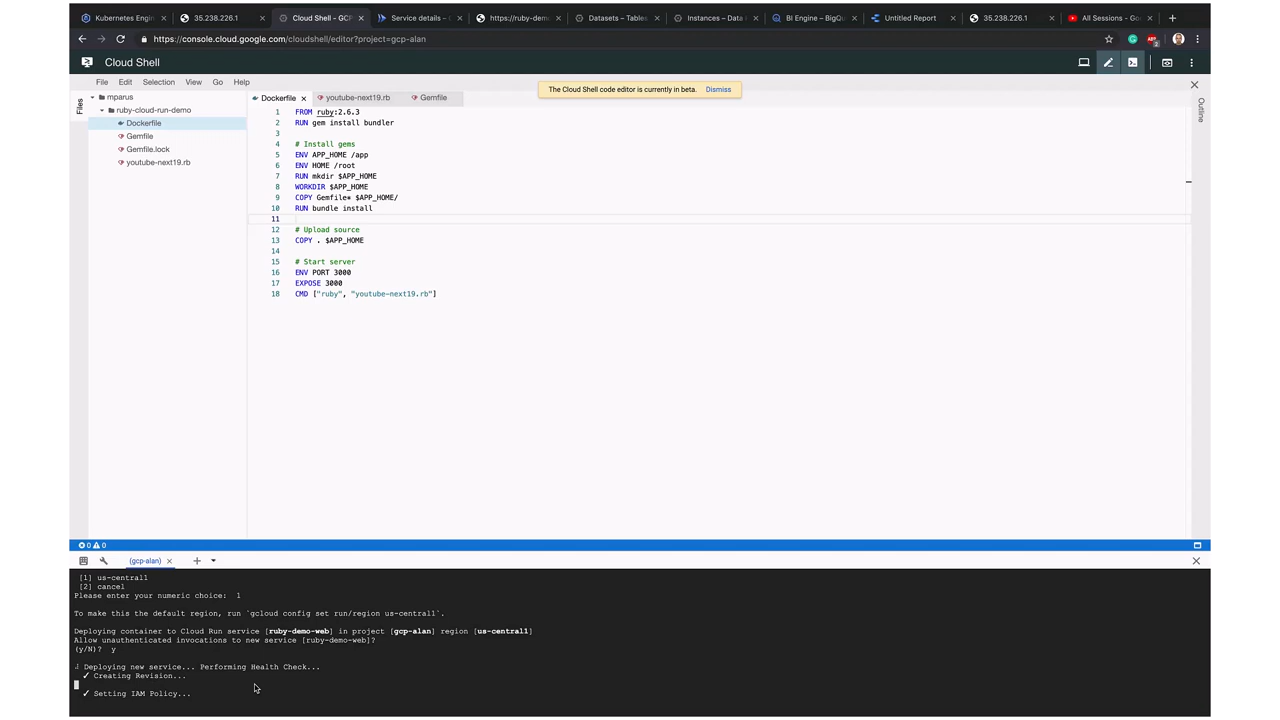 Kubernetes Engin
35.238.226.1
Cloud Shell - GCP
Service details –
https://ruby-demo
Datasets – Tables
Instances – Data
BI Engine – BigQu
Untitled Report
35.238.226.1
All Sessions - Goo
https://console.cloud.google.com/cloudshell/editor?project=gcp-alan
Cloud Shell
File Edit Selection View Go Help
The Cloud Shell code editor is currently in beta. Dismiss
Files
mparus
ruby-cloud-run-demo
Dockerfile
Gemfile
Gemfile.lock
youtube-next19.rb
Dockerfile youtube-next19.rb Gemfile
Outline
1 FROM ruby:2.6.3
2 RUN gem install bundler
3
4 # Install gems
5 ENV APP_HOME /app
6 ENV HOME /root
7 RUN mkdir $APP_HOME
8 WORKDIR $APP_HOME
9 COPY Gemfile* $APP_HOME/
10 RUN bundle install
11
12 # Upload source
13 COPY . $APP_HOME
14
15 # Start server
16 ENV PORT 3000
17 EXPOSE 3000
18 CMD ["ruby", "youtube-next19.rb"]
0 0
(gcp-alan)
[1] us-central1
[2] cancel
Please enter your numeric choice: 1
To make this the default region, run `gcloud config set run/region us-central1`.
Deploying container to Cloud Run service [ruby-demo-web] in project [gcp-alan] region [us-central1]
Allow unauthenticated invocations to new service [ruby-demo-web]?
(y/N)? y
Deploying new service... Performing Health Check...
✓ Creating Revision...
✓ Setting IAM Policy...